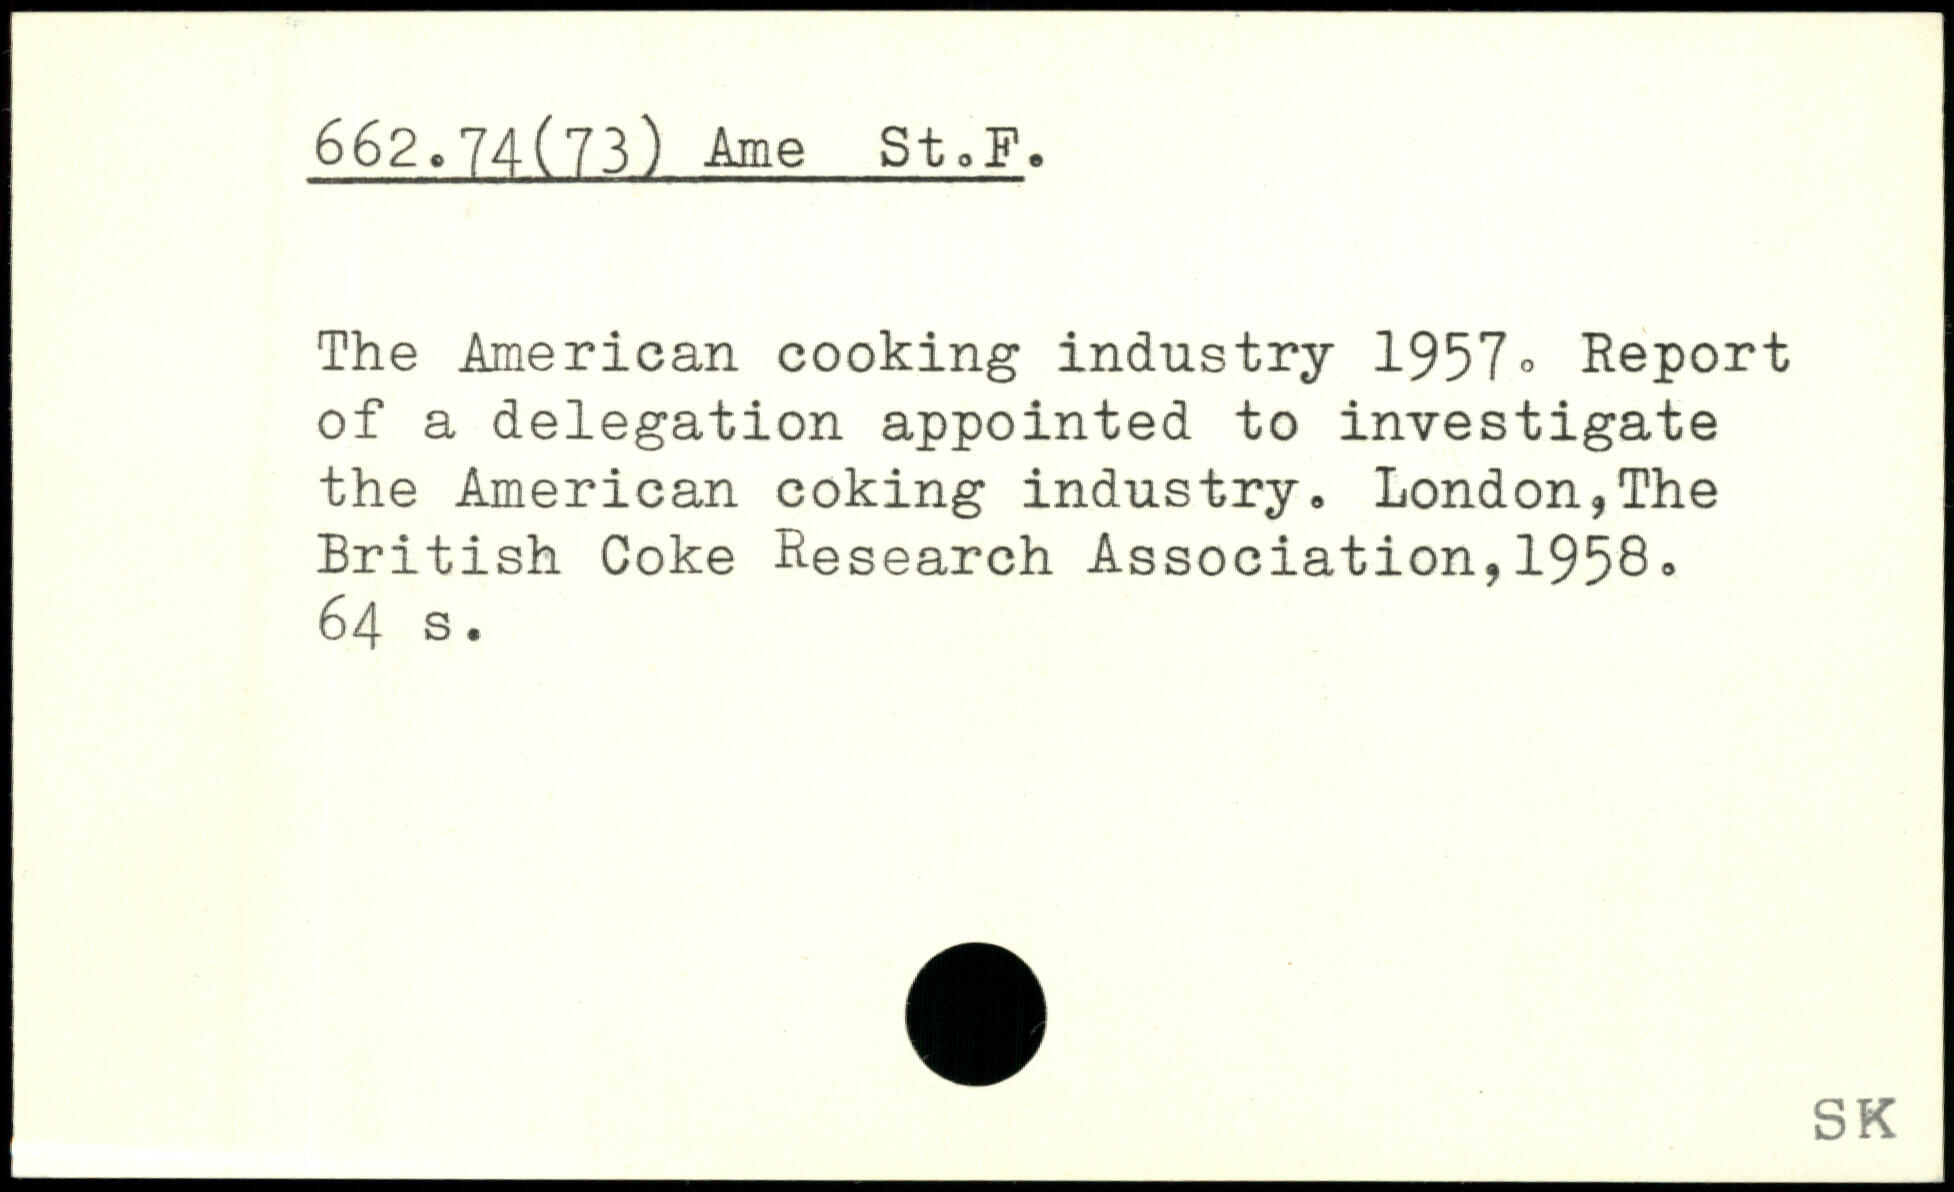 662.74(73) Ame St.F.
The American cooking industry 1957. Report
of a delegation appointed to investigate
the American coking industry. London,The
British Coke Research Association,1958.
64 s.
SK